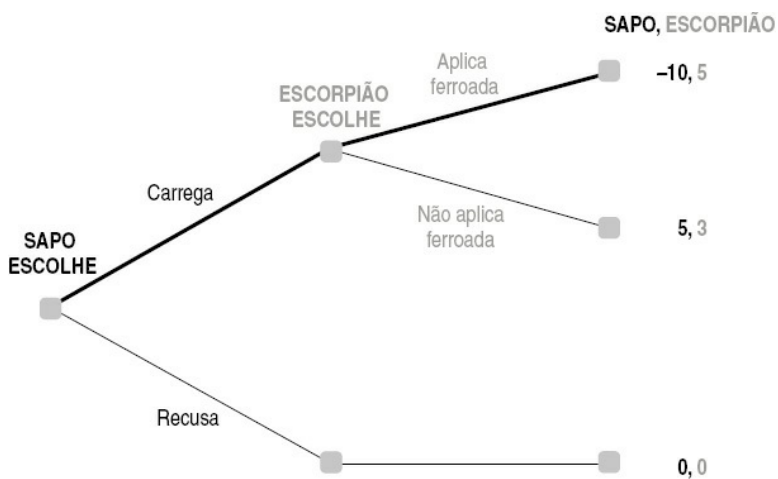 SAPO, ESCORPIÃO
Aplica
ferroada
–10, 5
ESCORPIÃO
ESCOLHE
Carrega
Não aplica
ferroada
5, 3
SAPO
ESCOLHE
Recusa
0, 0